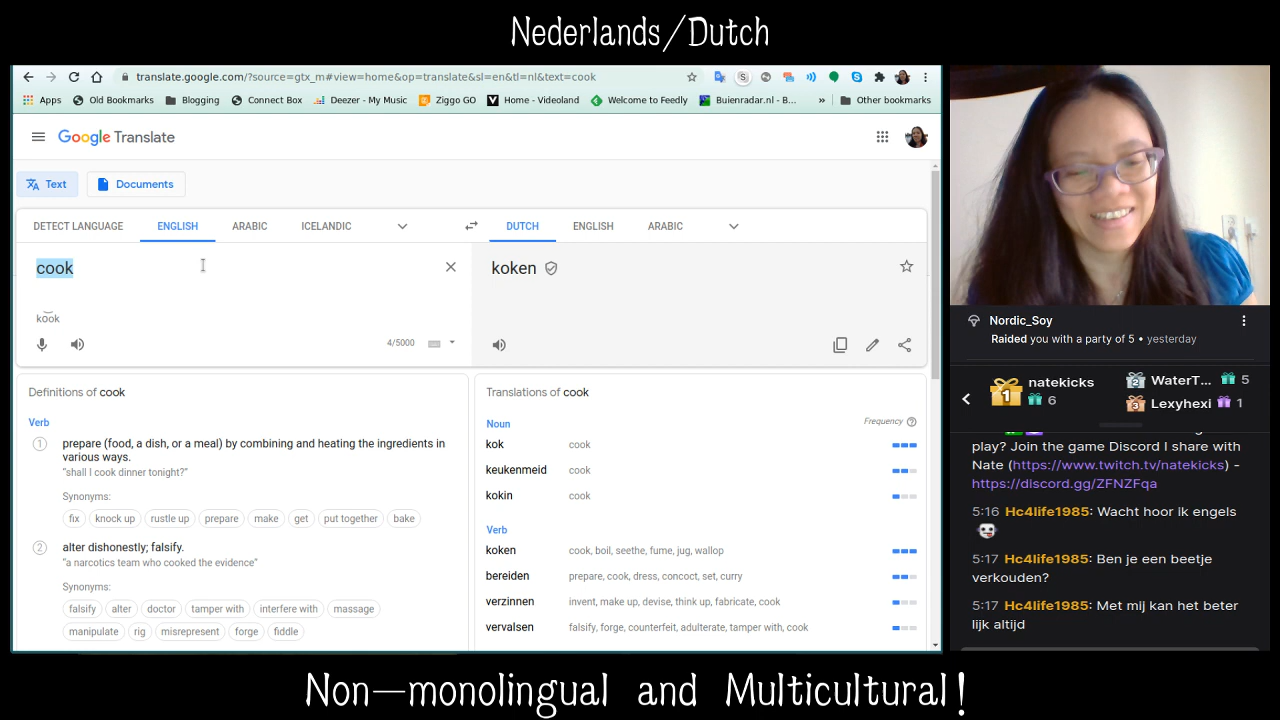 Nederlands/Dutch
translate.google.com/?source=gtx_m#view=home&op=translate&sl=en&tl=nl&text=cook
Apps Old Bookmarks Blogging Connect Box Deezer - My Music Ziggo GO Home - Videoland Welcome to Feedly Buienradar.nl - B... » Other bookmarks
Google Translate
Text Documents
DETECT LANGUAGE ENGLISH ARABIC ICELANDIC DUTCH ENGLISH ARABIC
cook
koken
ko͝ok
4/5000
Definitions of cook
Verb
1 prepare (food, a dish, or a meal) by combining and heating the ingredients in
various ways.
"shall I cook dinner tonight?"
Synonyms:
fix knock up rustle up prepare make get put together bake
2 alter dishonestly; falsify.
"a narcotics team who cooked the evidence"
Synonyms:
falsify alter doctor tamper with interfere with massage
manipulate rig misrepresent forge fiddle
Translations of cook
Frequency
Noun
kok cook
keukenmeid cook
kokin cook
Verb
koken cook, boil, seethe, fume, jug, wallop
bereiden prepare, cook, dress, concoct, set, curry
verzinnen invent, make up, devise, think up, fabricate, cook
vervalsen falsify, forge, counterfeit, adulterate, tamper with, cook
Nordic_Soy
Raided you with a party of 5 • yesterday
1 natekicks 6
2 WaterT... 5
3 Lexyhexi 1
play? Join the game Discord I share with
Nate (https://www.twitch.tv/natekicks) -
https://discord.gg/ZFNZFqa
5:16 Hc4life1985: Wacht hoor ik engels
5:17 Hc4life1985: Ben je een beetje
verkouden?
5:17 Hc4life1985: Met mij kan het beter
lijk altijd
Non-monolingual and Multicultural!